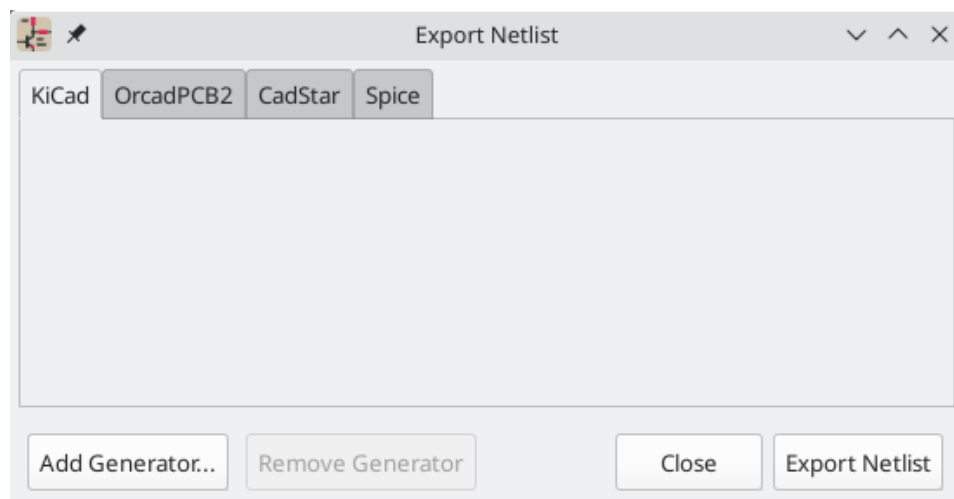 Export Netlist
KiCad OrcadPCB2 CadStar Spice
Add Generator... Remove Generator Close Export Netlist